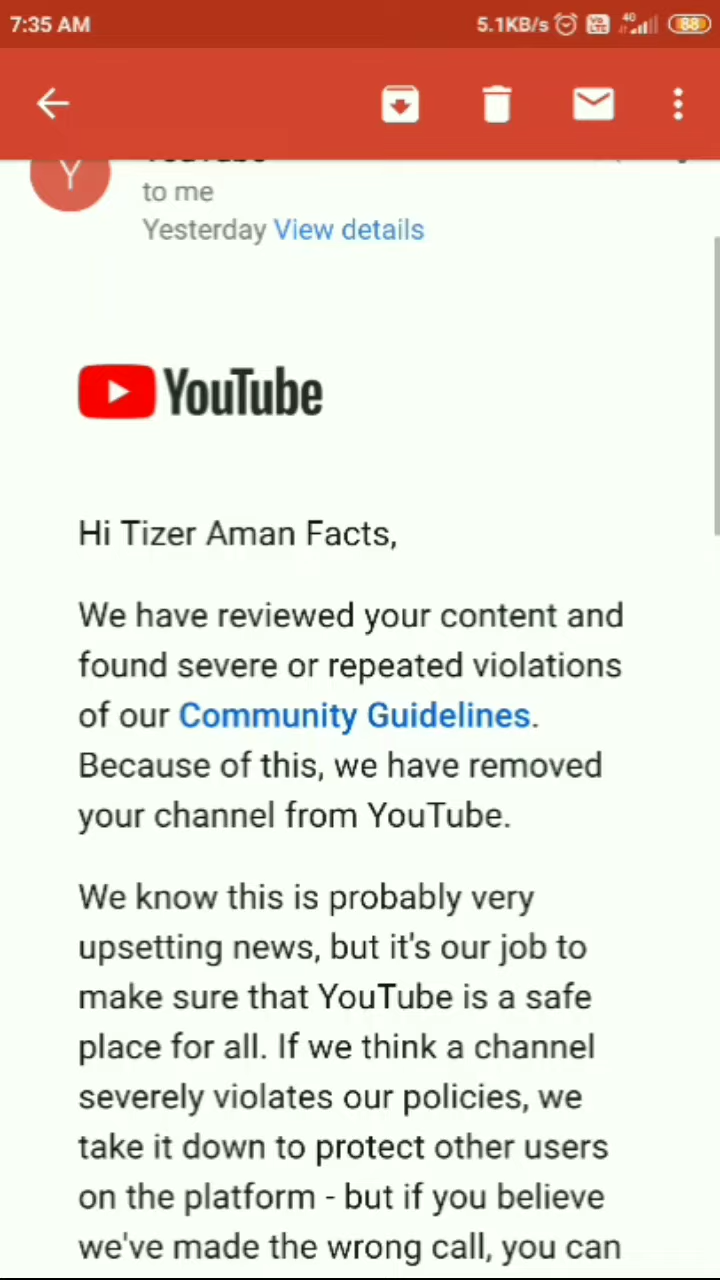 7:35 AM 5.1KB/s 4G 88
Y
to me
Yesterday View details
YouTube
Hi Tizer Aman Facts,
We have reviewed your content and
found severe or repeated violations
of our Community Guidelines.
Because of this, we have removed
your channel from YouTube.
We know this is probably very
upsetting news, but it's our job to
make sure that YouTube is a safe
place for all. If we think a channel
severely violates our policies, we
take it down to protect other users
on the platform - but if you believe
we've made the wrong call, you can